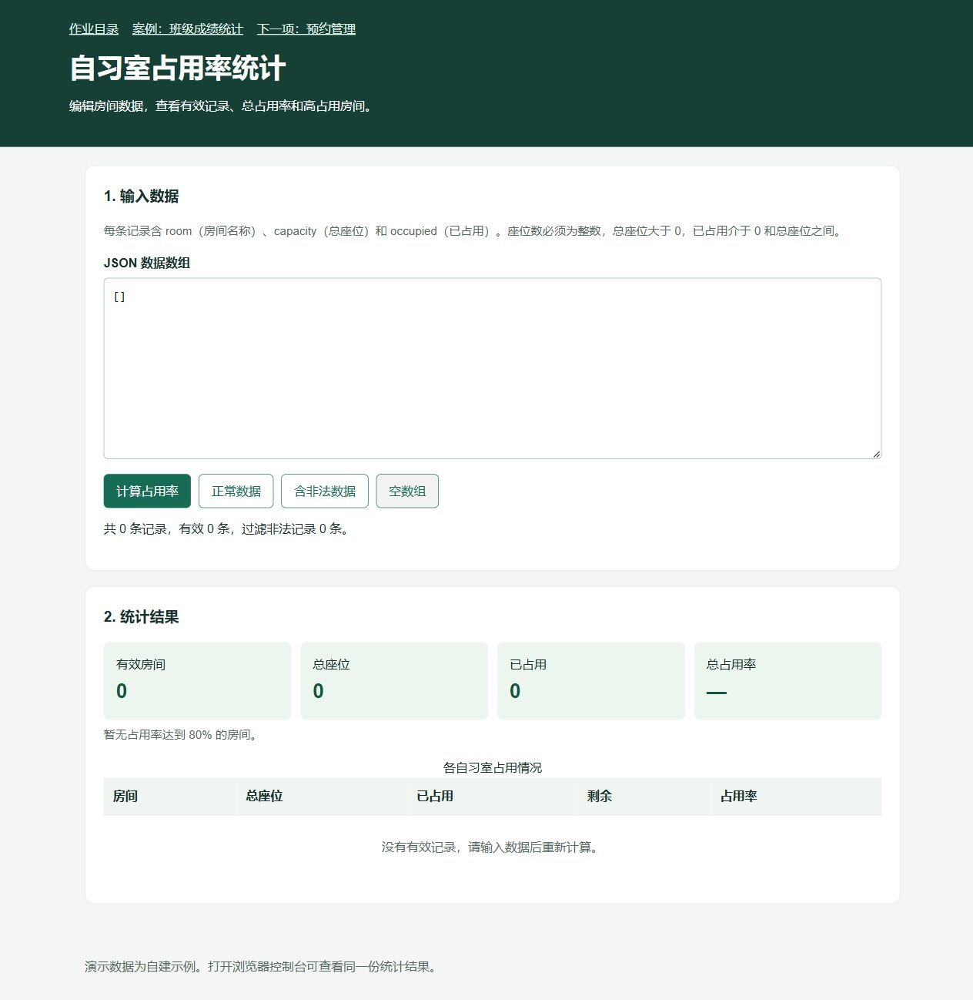 作业目录 案例：班级成绩统计 下一项：预约管理
自习室占用率统计
编辑房间数据，查看有效记录、总占用率和高占用房间。
1. 输入数据
每条记录含 room（房间名称）、capacity（总座位）和 occupied（已占用）。座位数必须为整数，总座位大于 0，已占用介于 0 和总座位之间。
JSON 数据数组
[]
计算占用率 正常数据 含非法数据 空数组
共 0 条记录，有效 0 条，过滤非法记录 0 条。
2. 统计结果
有效房间 总座位 已占用 总占用率
0 0 0 —
暂无占用率达到 80% 的房间。
各自习室占用情况
房间 总座位 已占用 剩余 占用率
没有有效记录，请输入数据后重新计算。
演示数据为自建示例。打开浏览器控制台可查看同一份统计结果。